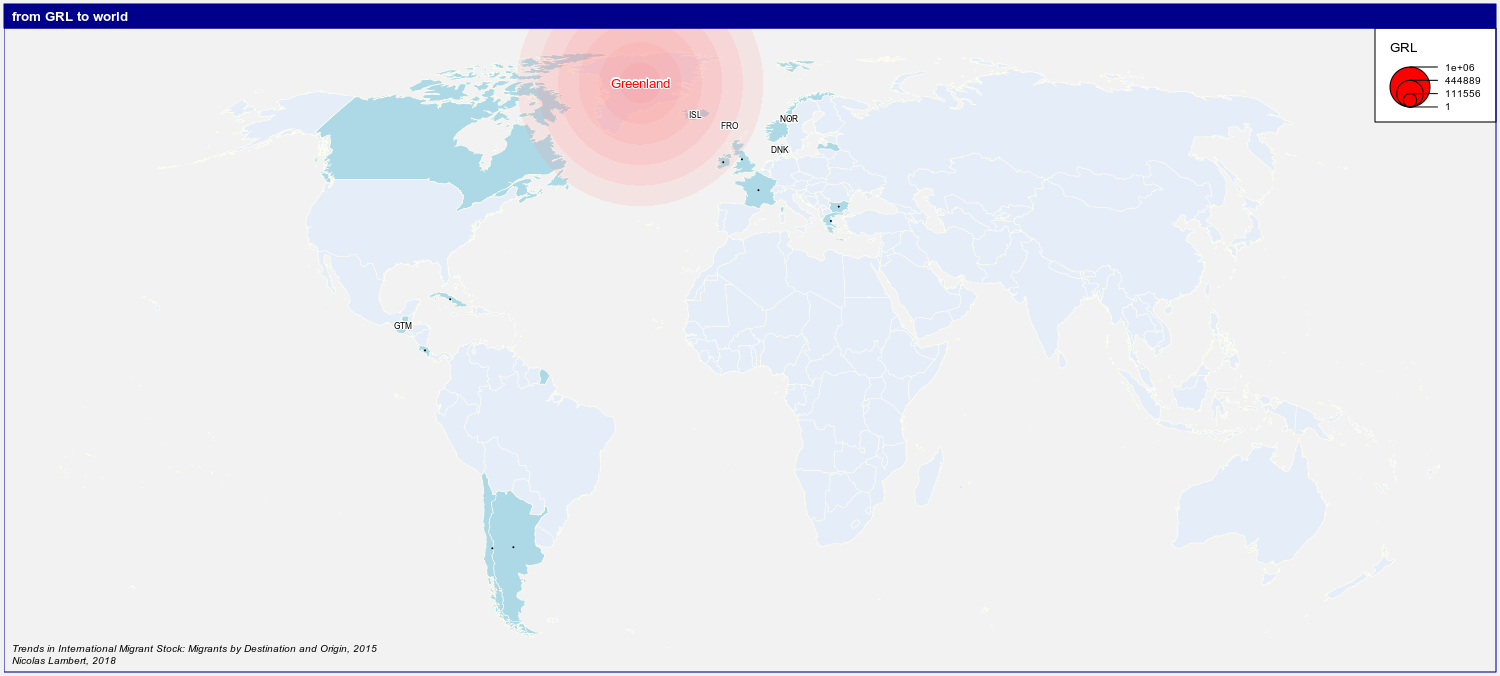 from GRL to world
GRL
1e+06
444889
111556
1
Greenland
ISL
FRO
NOR
DNK
GTM
Trends in International Migrant Stock: Migrants by Destination and Origin, 2015
Nicolas Lambert, 2018